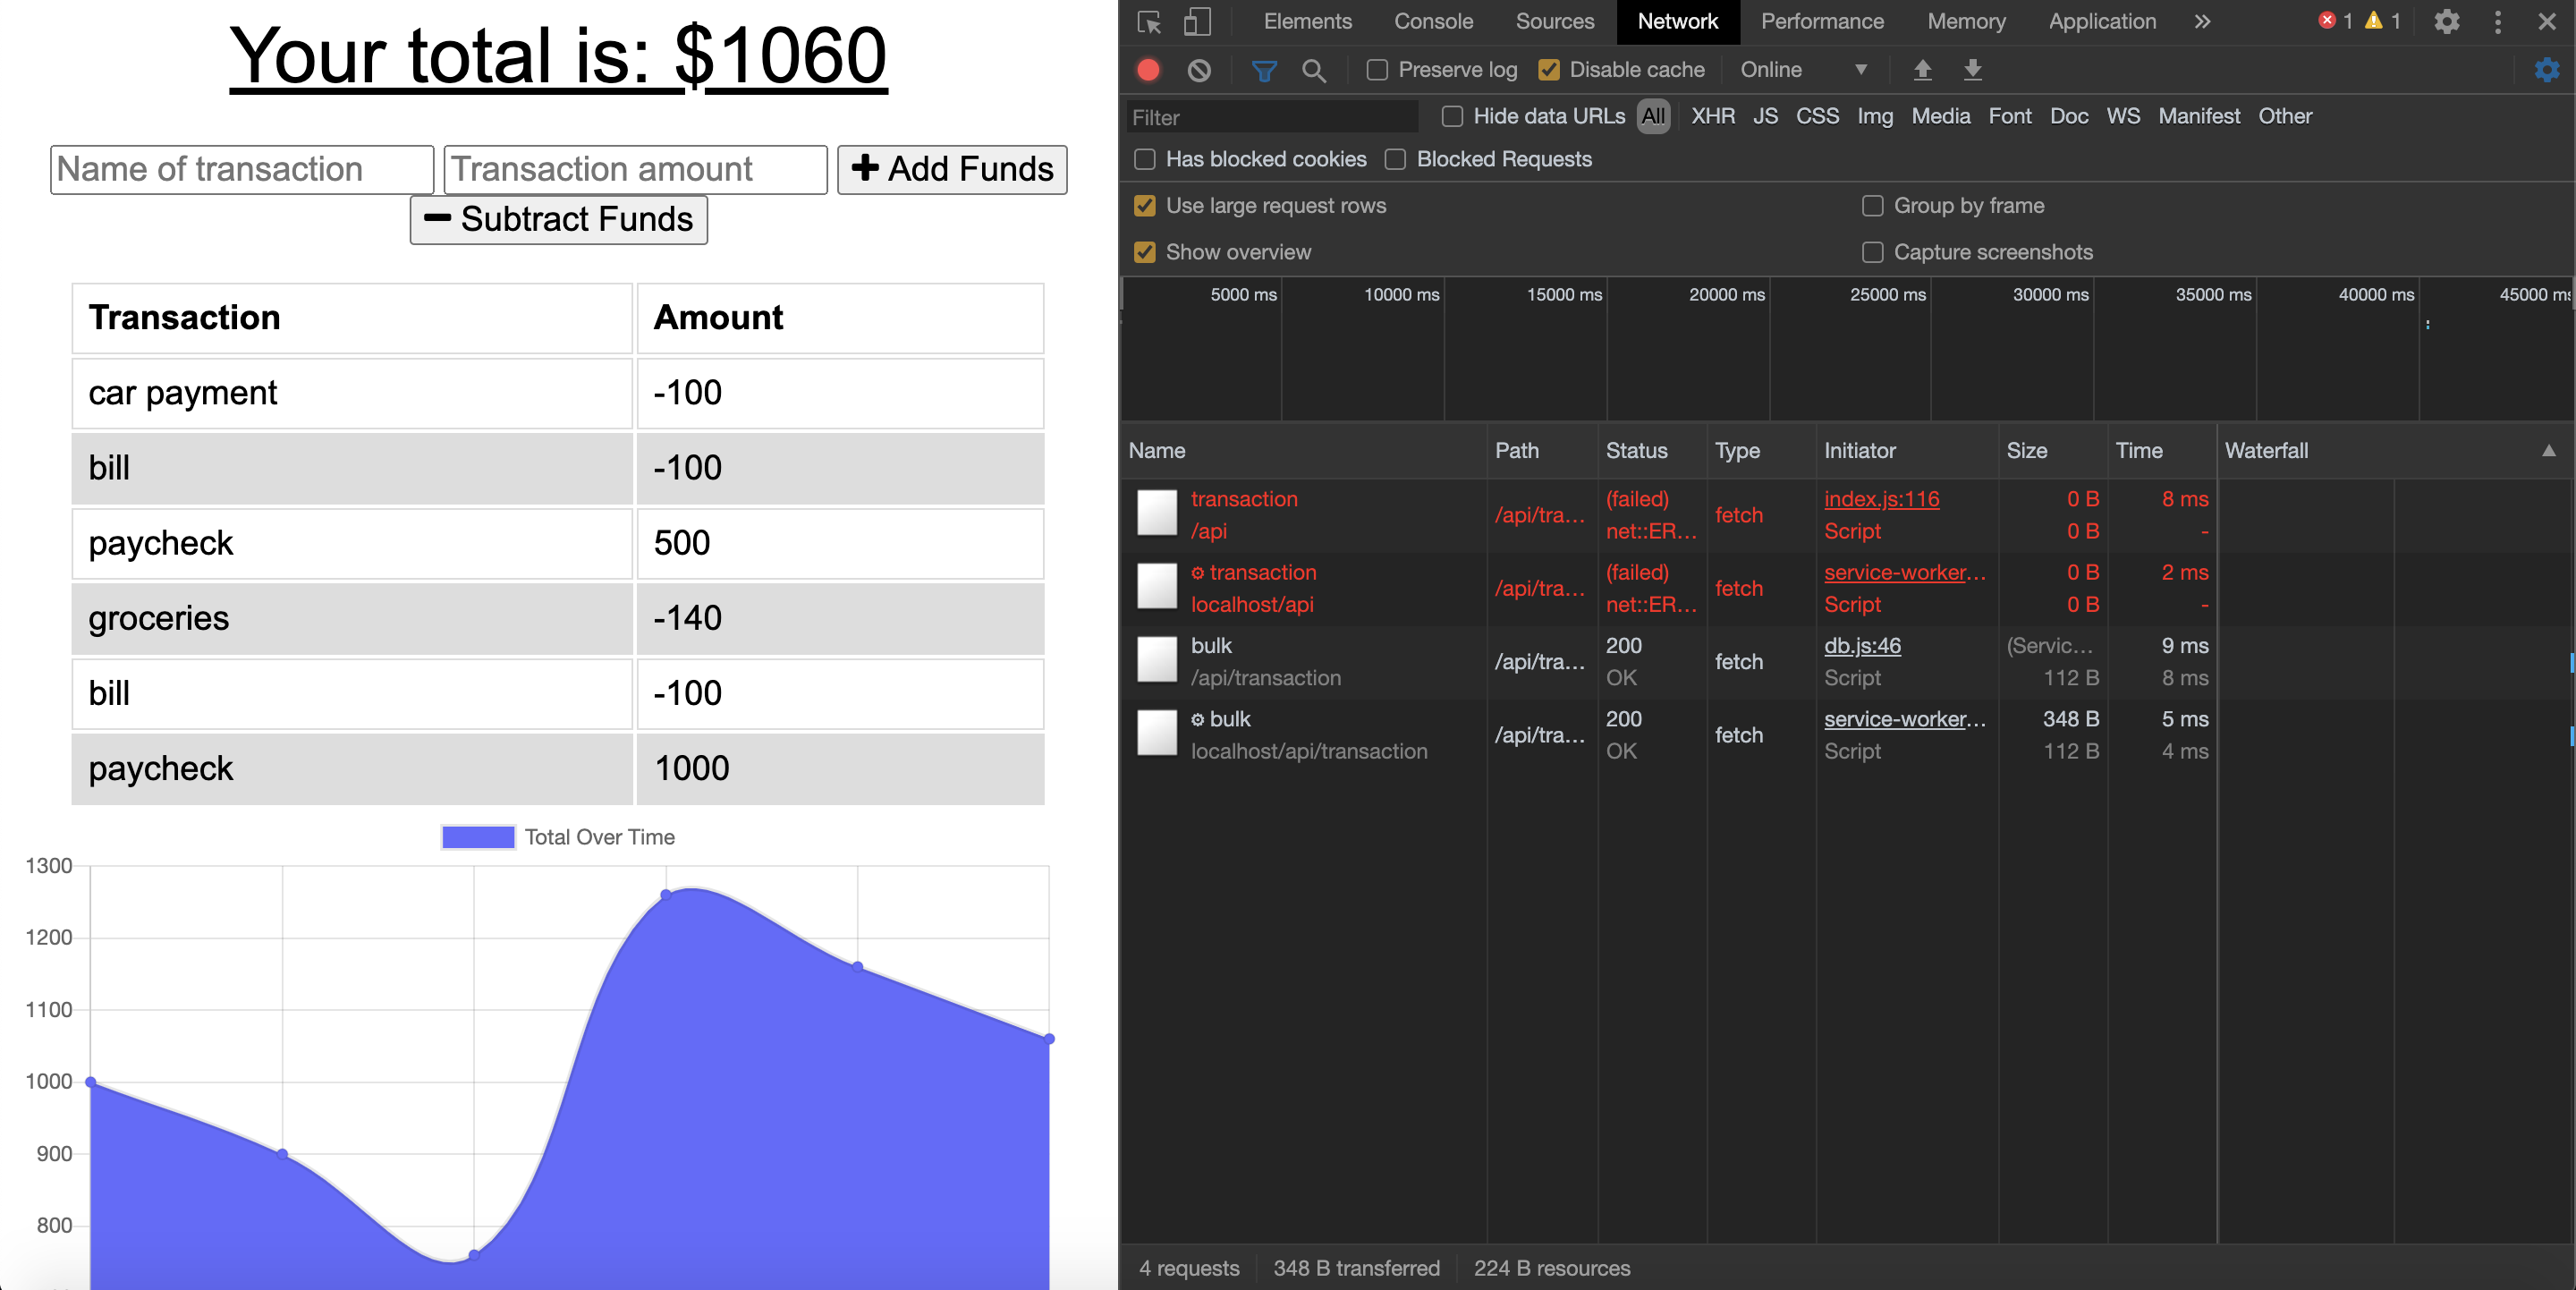 Your total is: $1060
Name of transaction Transaction amount Add Funds
Subtract Funds
Transaction Amount
car payment -100
bill -100
paycheck 500
groceries -140
bill -100
paycheck 1000
Total Over Time
1300
1200
1100
1000
900
800
Elements Console Sources Network Performance Memory Application » 1 1
Preserve log Disable cache Online
Filter Hide data URLs All XHR JS CSS Img Media Font Doc WS Manifest Other
Has blocked cookies Blocked Requests
Use large request rows Group by frame
Show overview Capture screenshots
5000 ms 10000 ms 15000 ms 20000 ms 25000 ms 30000 ms 35000 ms 40000 ms 45000 ms
Name Path Status Type Initiator Size Time Waterfall
transaction /api/tra... (failed) fetch index.js:116 0 B 8 ms
/api net::ER... Script 0 B -
transaction /api/tra... (failed) fetch service-worker... 0 B 2 ms
localhost/api net::ER... Script 0 B -
bulk /api/tra... 200 fetch db.js:46 (Servic... 9 ms
/api/transaction OK Script 112 B 8 ms
bulk /api/tra... 200 fetch service-worker... 348 B 5 ms
localhost/api/transaction OK Script 112 B 4 ms
4 requests 348 B transferred 224 B resources